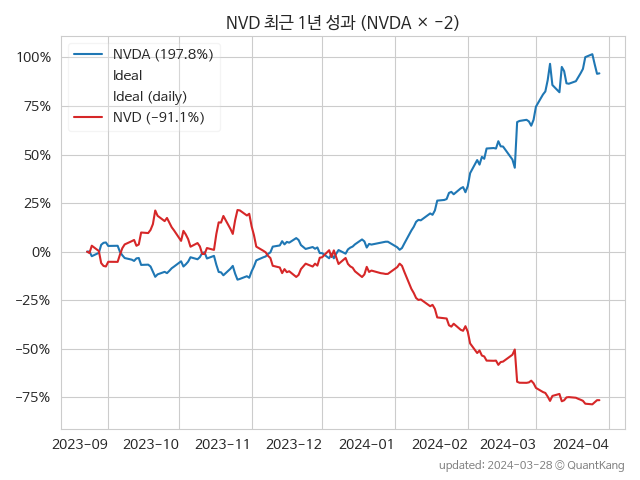 NVD 최근 1년 성과 (NVDA × −2)
NVDA (197.8%)
Ideal
Ideal (daily)
NVD (−91.1%)
100%
75%
50%
25%
0%
−25%
−50%
−75%
2023−09 2023−10 2023−11 2023−12 2024−01 2024−02 2024−03 2024−04
updated: 2024−03−28 © QuantKang